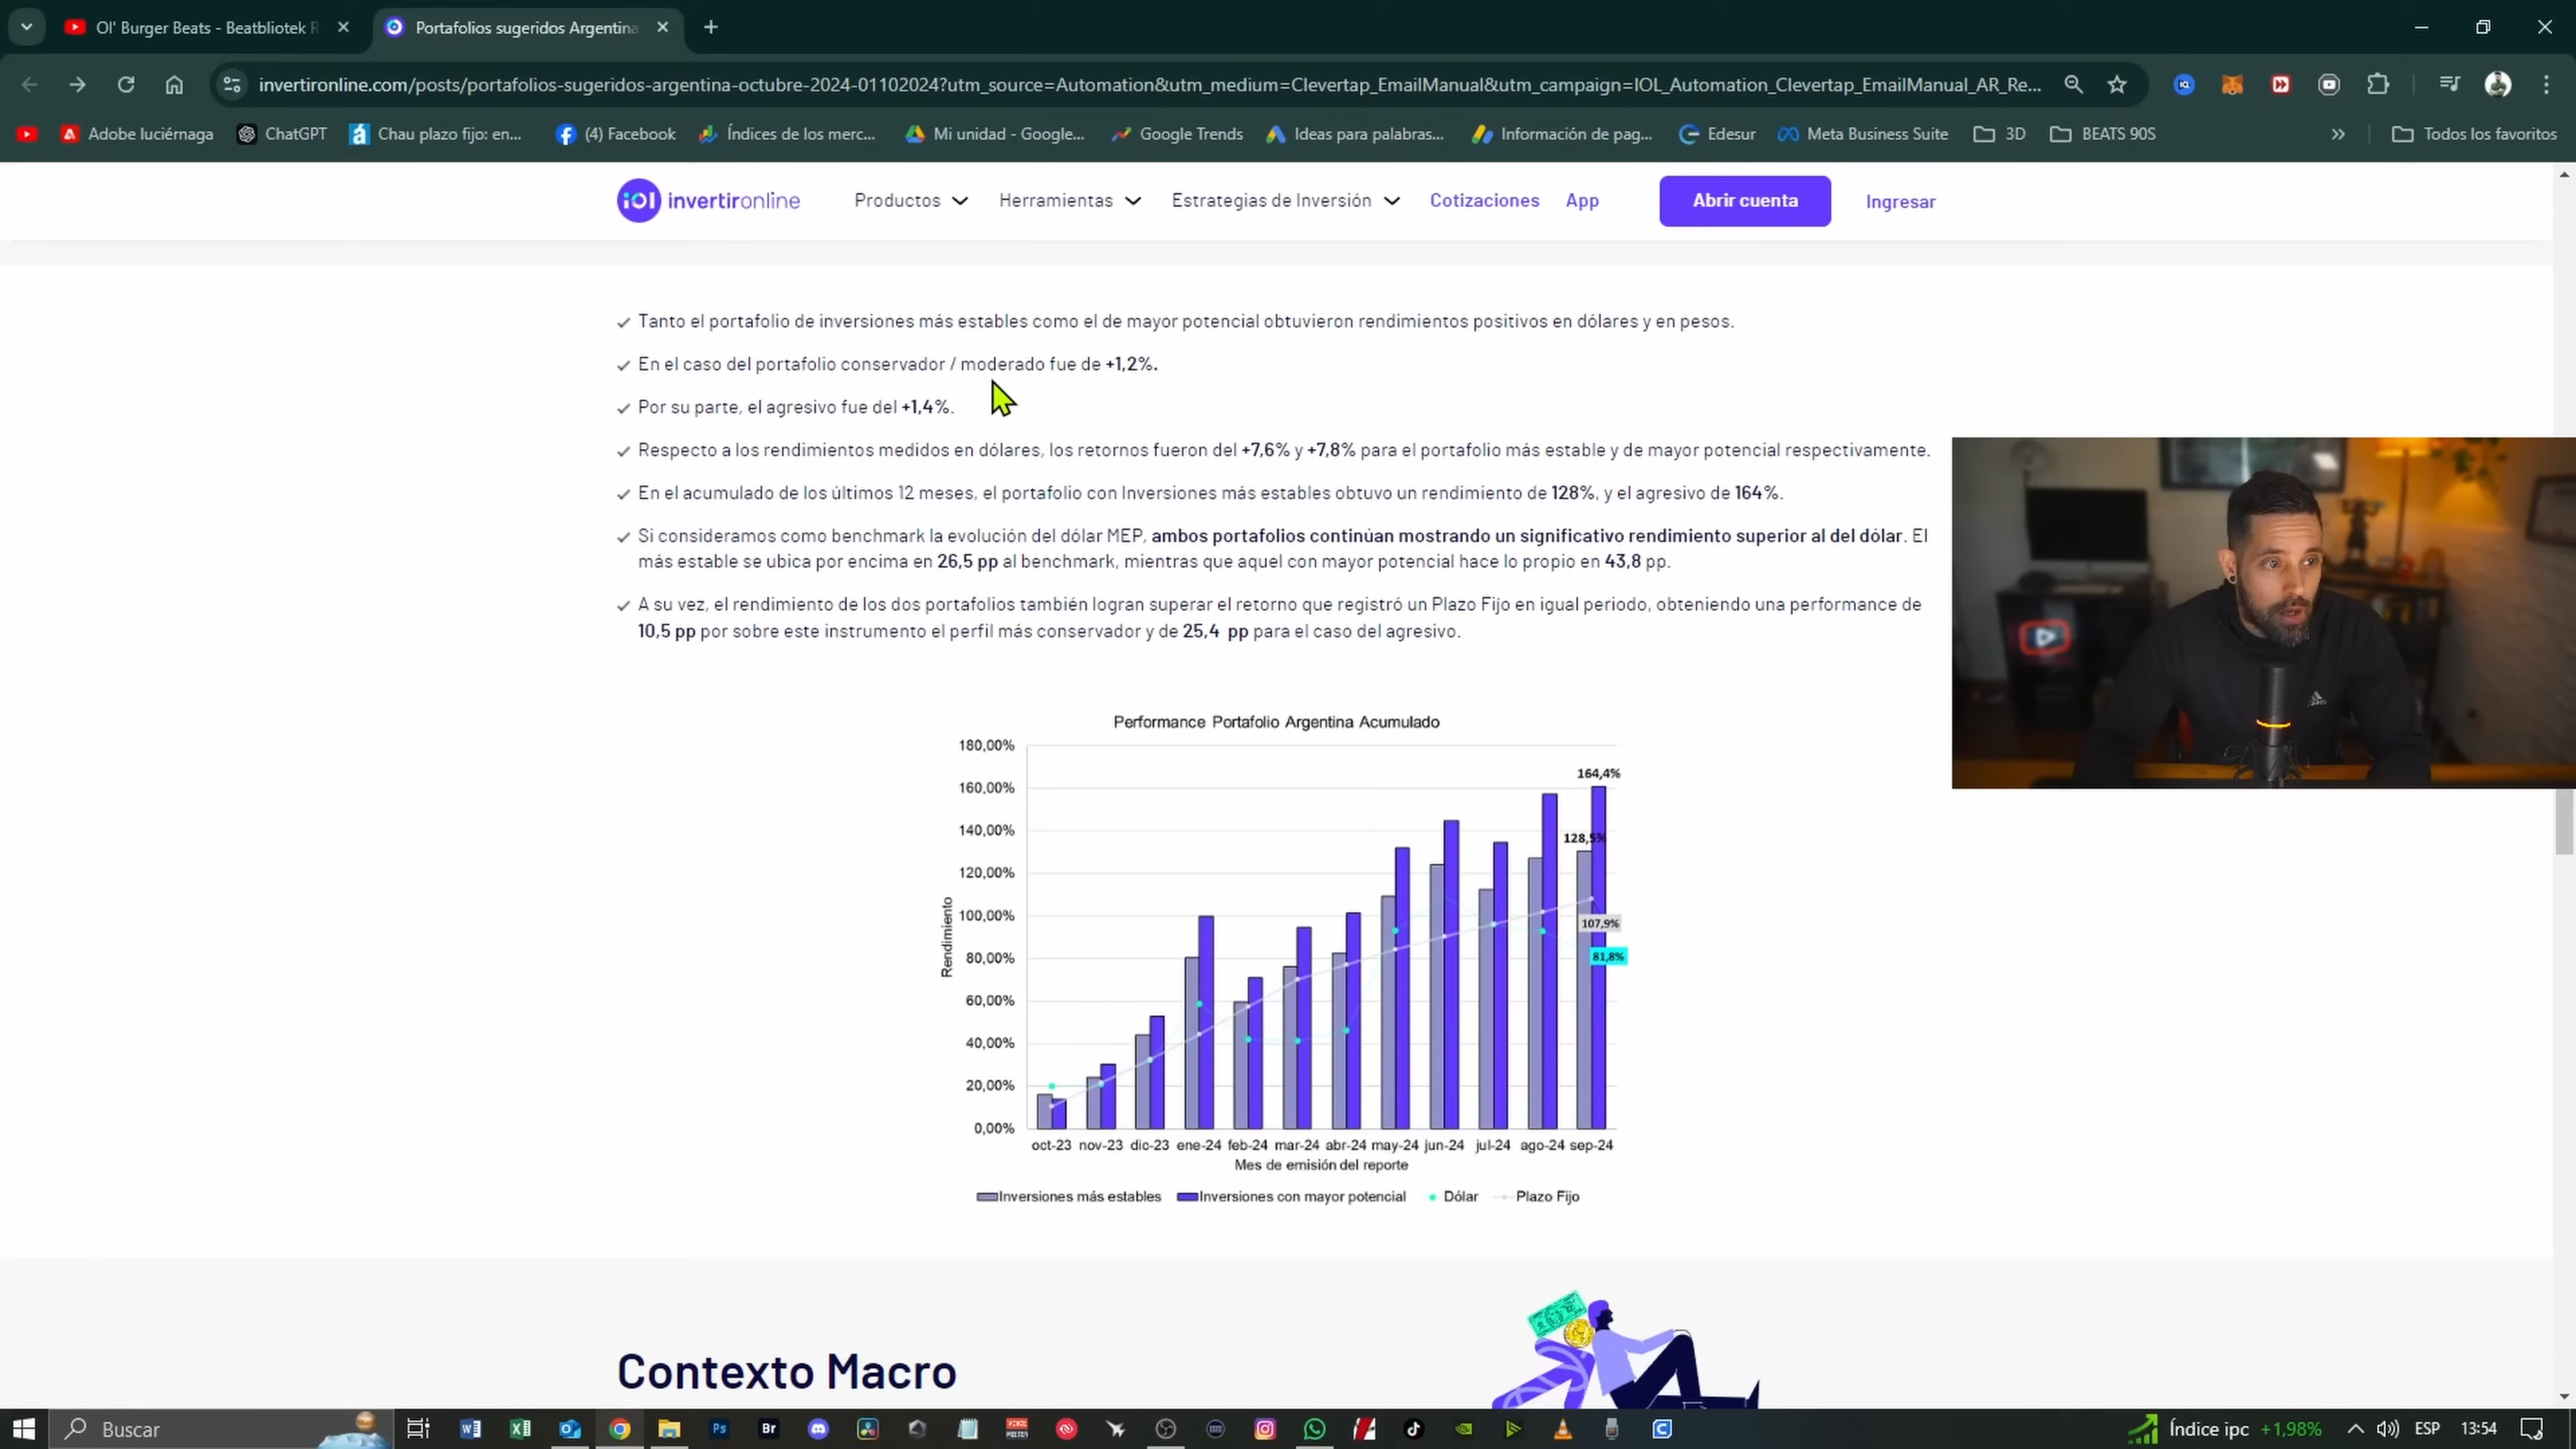 Ol' Burger Beats - Beatbliotek R
Portafolios sugeridos Argentina
invertironline.com/posts/portafolios-sugeridos-argentina-octubre-2024-01102024?utm_source=Automation&utm_medium=Clevertap_EmailManual&utm_campaign=IOL_Automation_Clevertap_EmailManual_AR_Re...
Adobe luciérnaga
ChatGPT
Chau plazo fijo: en...
(4) Facebook
Índices de los merc...
Mi unidad - Google...
Google Trends
Ideas para palabras...
Información de pag...
Edesur
Meta Business Suite
3D
BEATS 90S
Todos los favoritos
iOl invertironline
Productos
Herramientas
Estrategias de Inversión
Cotizaciones
App
Abrir cuenta
Ingresar
Tanto el portafolio de inversiones más estables como el de mayor potencial obtuvieron rendimientos positivos en dólares y en pesos.
En el caso del portafolio conservador / moderado fue de +1,2%.
Por su parte, el agresivo fue del +1,4%.
Respecto a los rendimientos medidos en dólares, los retornos fueron del +7,6% y +7,8% para el portafolio más estable y de mayor potencial respectivamente.
En el acumulado de los últimos 12 meses, el portafolio con Inversiones más estables obtuvo un rendimiento de 128%, y el agresivo de 164%.
Si consideramos como benchmark la evolución del dólar MEP, ambos portafolios continúan mostrando un significativo rendimiento superior al del dólar. El
más estable se ubica por encima en 26,5 pp al benchmark, mientras que aquel con mayor potencial hace lo propio en 43,8 pp.
A su vez, el rendimiento de los dos portafolios también logran superar el retorno que registró un Plazo Fijo en igual periodo, obteniendo una performance de
10,5 pp por sobre este instrumento el perfil más conservador y de 25,4 pp para el caso del agresivo.
Performance Portafolio Argentina Acumulado
Rendimiento
180,00%
160,00%
140,00%
120,00%
100,00%
80,00%
60,00%
40,00%
20,00%
0,00%
164,4%
128,5%
107,9%
81,8%
oct-23 nov-23 dic-23 ene-24 feb-24 mar-24 abr-24 may-24 jun-24 jul-24 ago-24 sep-24
Mes de emisión del reporte
Inversiones más estables
Inversiones con mayor potencial
Dólar
Plazo Fijo
Contexto Macro
Buscar
Ps
Br
Índice ipc +1,98%
ESP
13:54